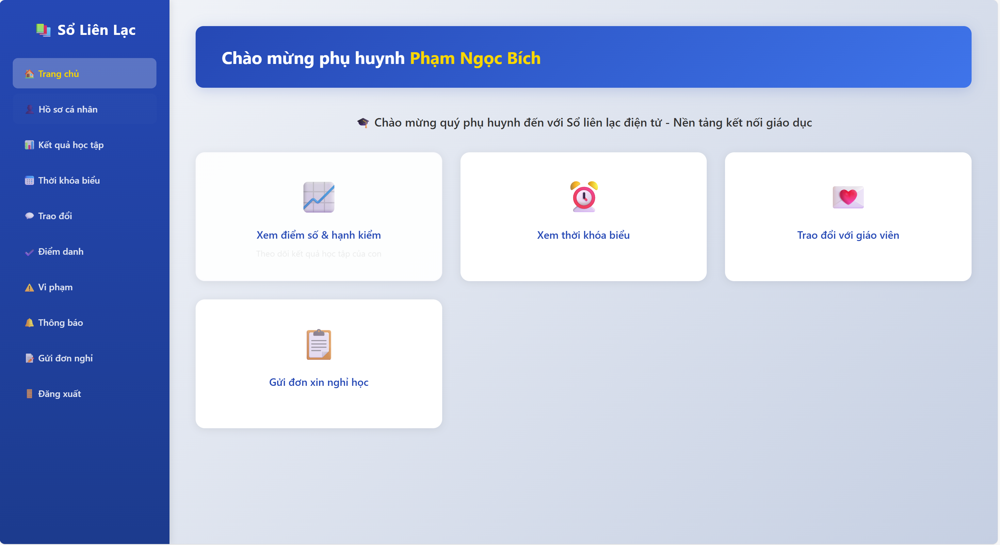 Sổ Liên Lạc
Trang chủ
Hồ sơ cá nhân
Kết quả học tập
Thời khóa biểu
Trao đổi
Điểm danh
Vi phạm
Thông báo
Gửi đơn nghỉ
Đăng xuất
Chào mừng phụ huynh Phạm Ngọc Bích
Chào mừng quý phụ huynh đến với Sổ liên lạc điện tử - Nền tảng kết nối giáo dục
Xem điểm số & hạnh kiểm
Theo dõi kết quả học tập của con
Xem thời khóa biểu
Trao đổi với giáo viên
Gửi đơn xin nghỉ học